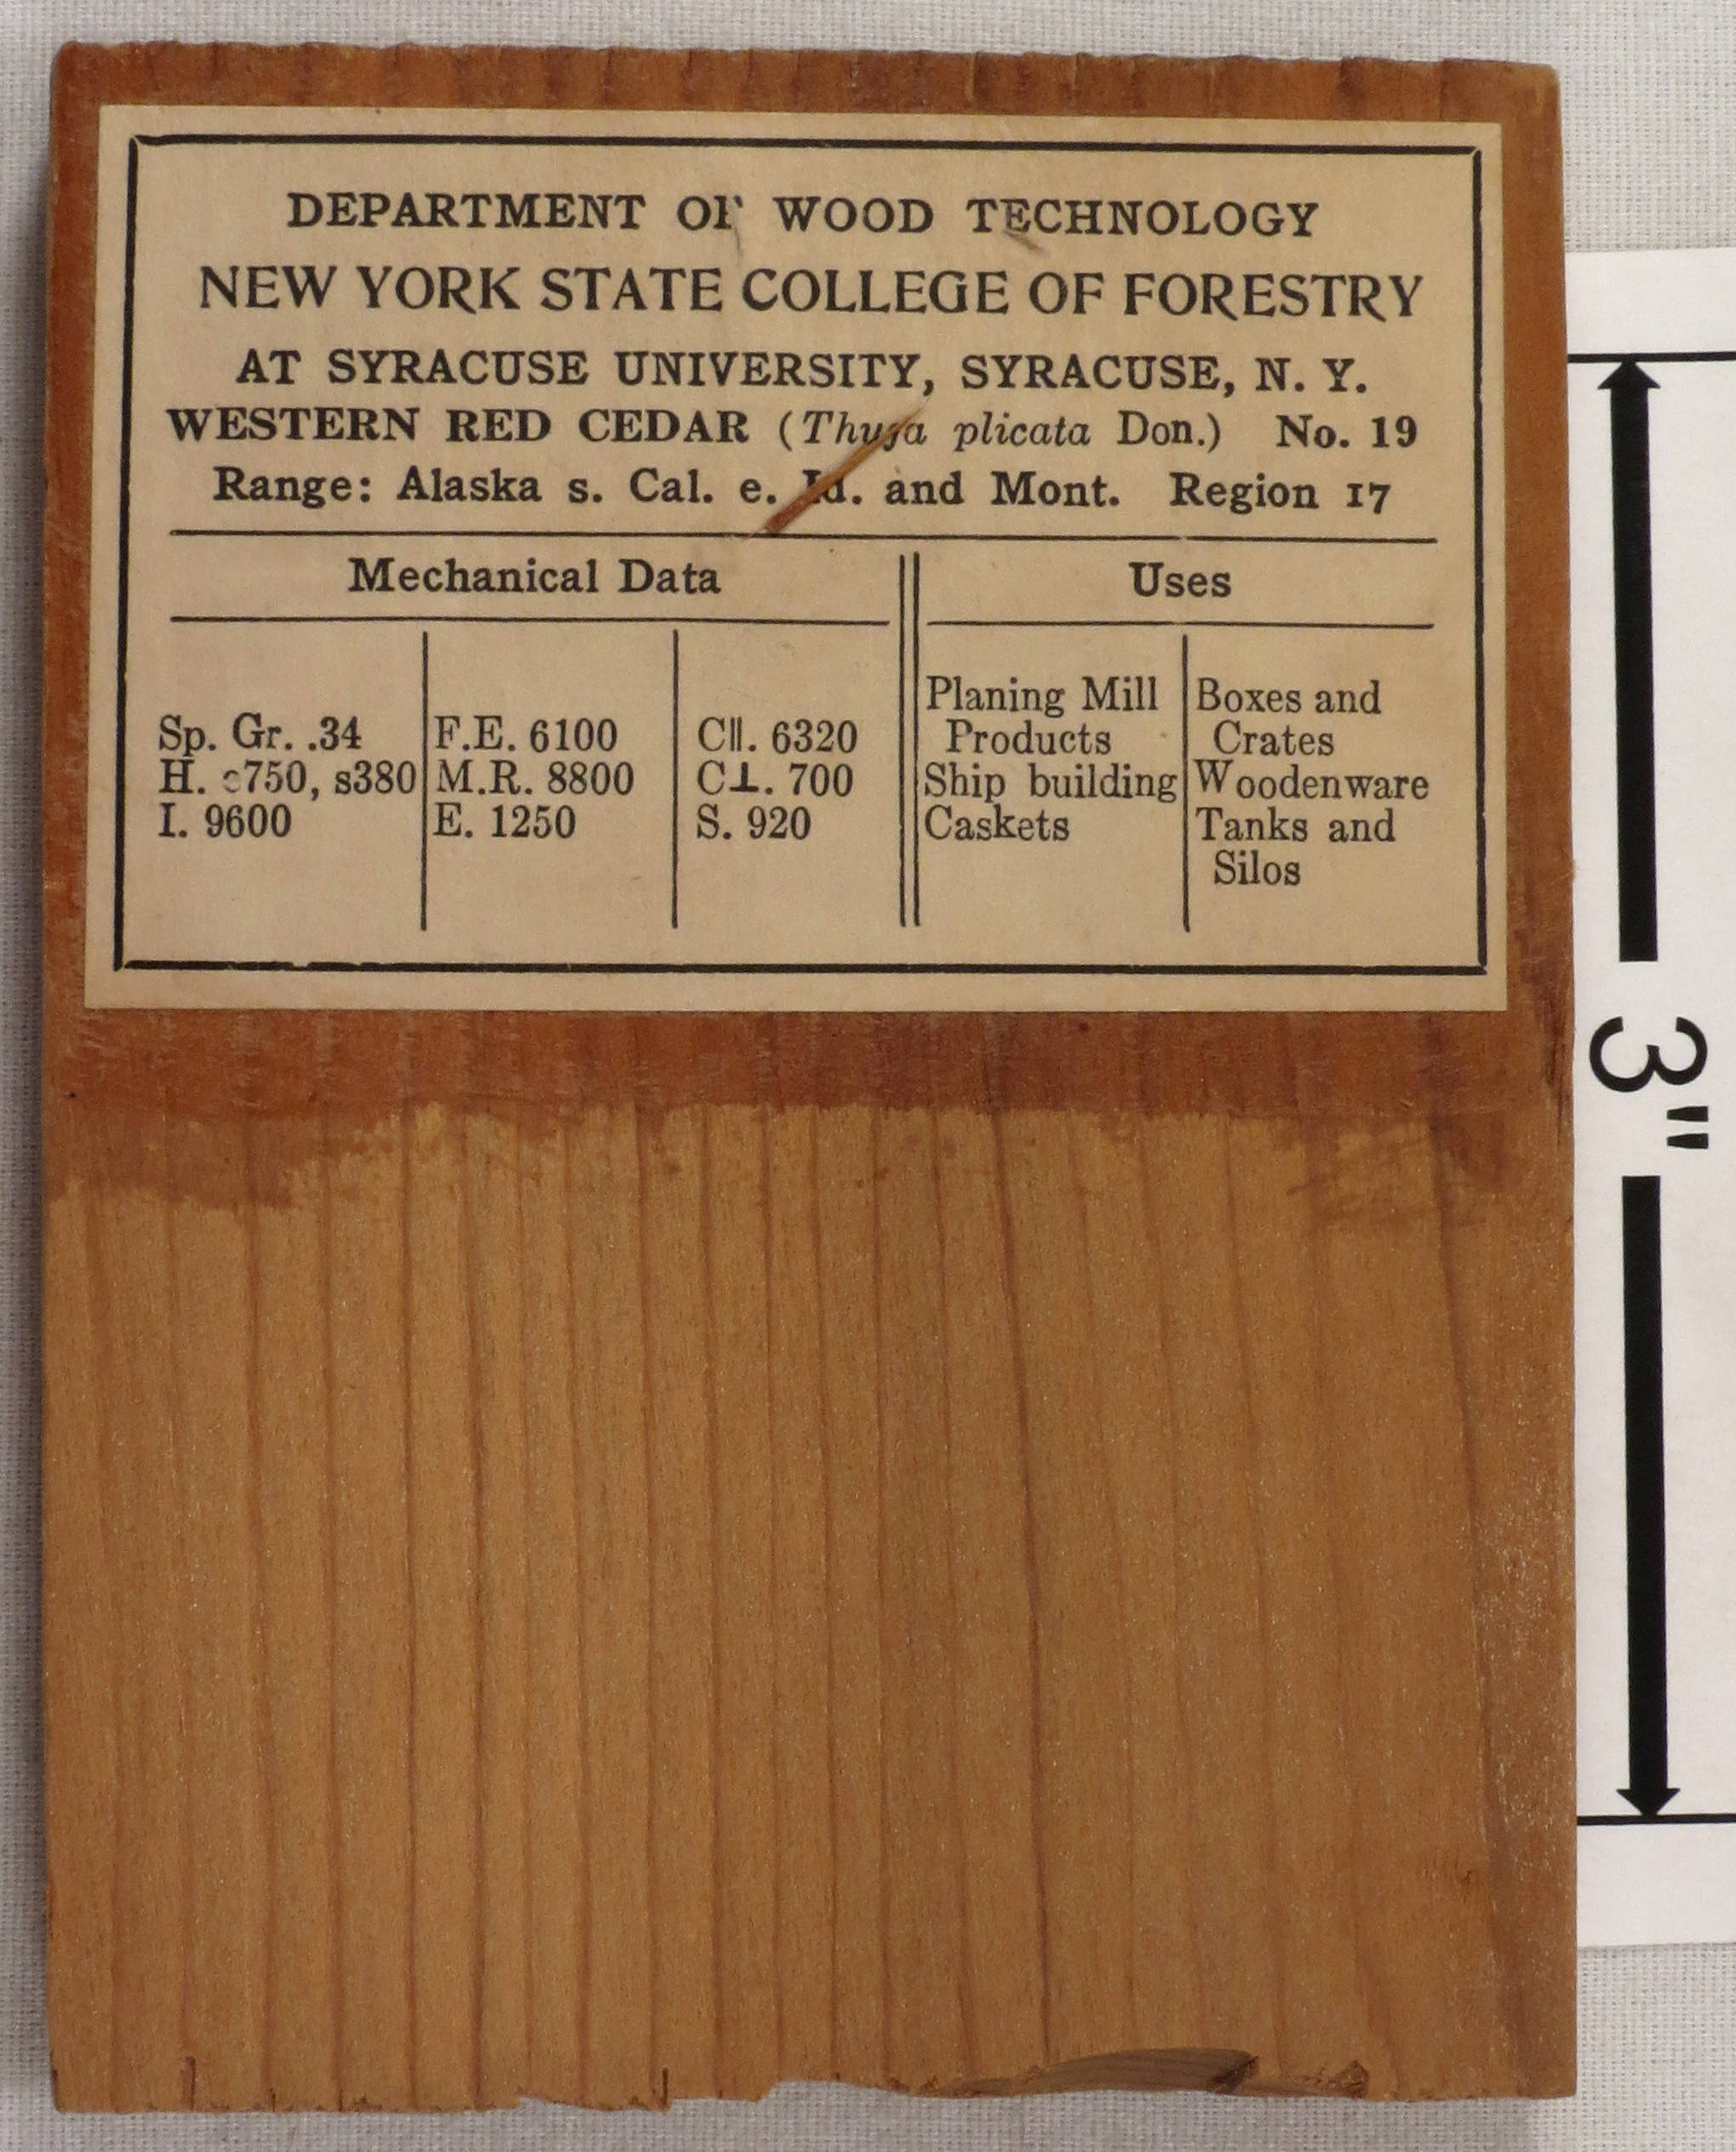 DEPARTMENT OF WOOD TECHNOLOGY
NEW YORK STATE COLLEGE OF FORESTRY
AT SYRACUSE UNIVERSITY, SYRACUSE, N. Y.
WESTERN RED CEDAR (Thuja plicata Don.) No. 19
Range: Alaska s. Cal. e. Id. and Mont. Region 17
Mechanical Data
Sp. Gr. .34
H. e750, s380
I. 9600
F.E. 6100
M.R. 8800
E. 1250
C‖. 6320
C⊥. 700
S. 920
Uses
Planing Mill
Products
Ship building
Caskets
Boxes and
Crates
Woodenware
Tanks and
Silos
3"